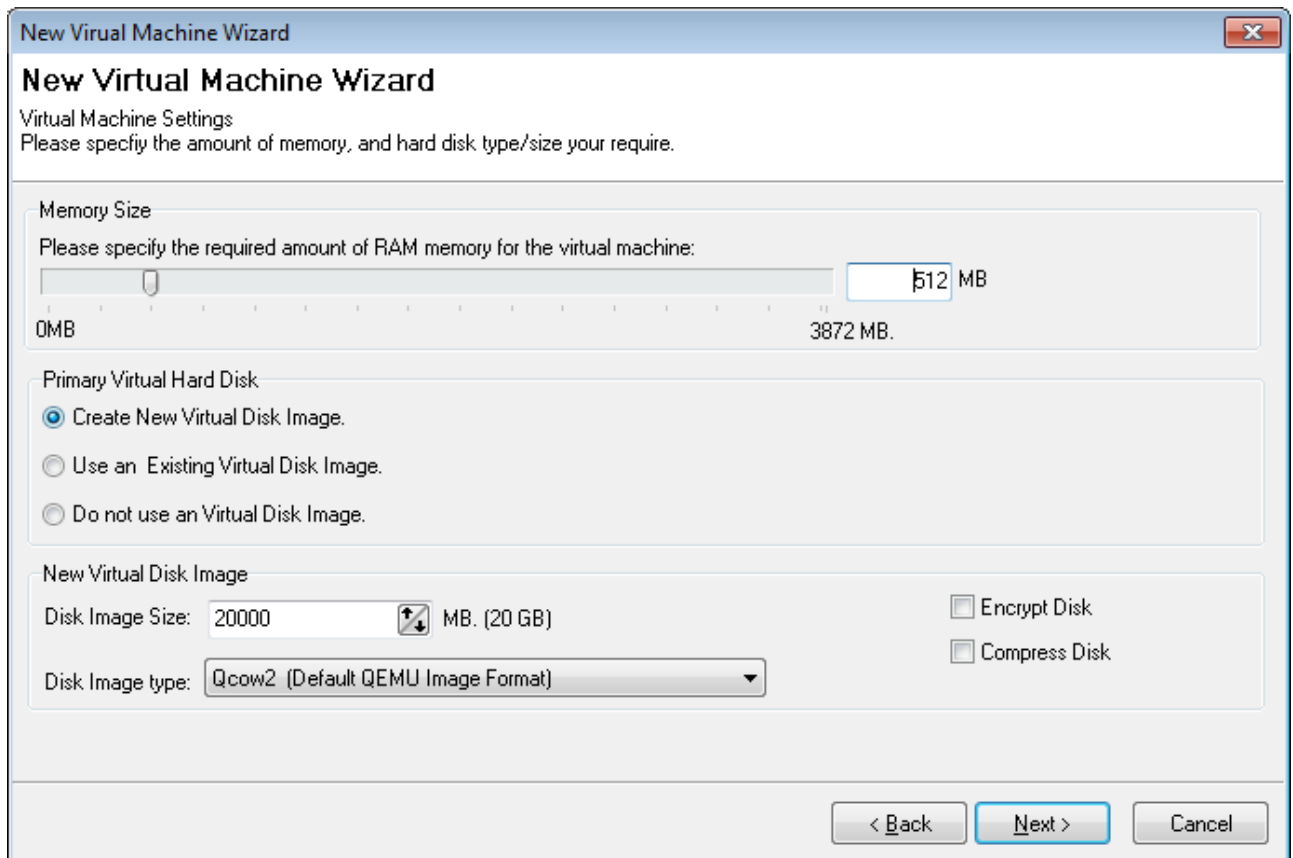 New Virual Machine Wizard
New Virtual Machine Wizard
Virtual Machine Settings
Please specfiy the amount of memory, and hard disk type/size your require.
Memory Size
Please specify the required amount of RAM memory for the virtual machine:
512 MB
0MB 3872 MB.
Primary Virtual Hard Disk
Create New Virtual Disk Image.
Use an Existing Virtual Disk Image.
Do not use an Virtual Disk Image.
New Virtual Disk Image
Disk Image Size: 20000 MB. (20 GB) Encrypt Disk
Compress Disk
Disk Image type: Qcow2 (Default QEMU Image Format)
< Back Next > Cancel